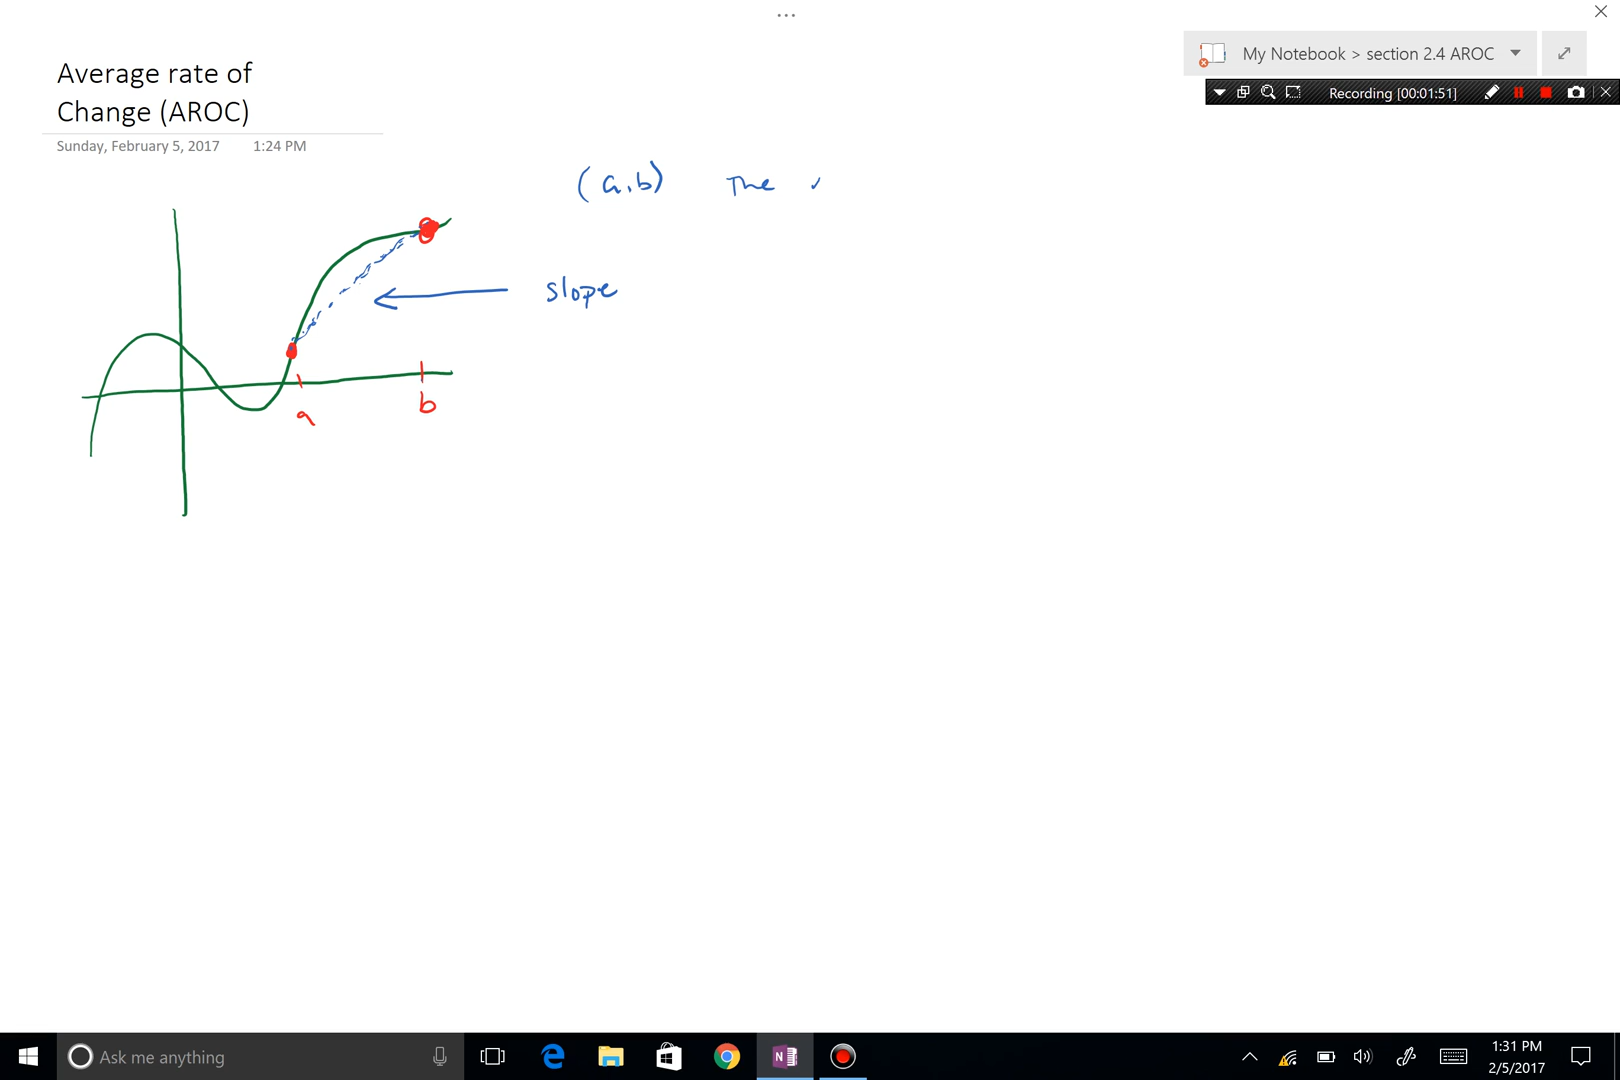 ...
My Notebook > section 2.4 AROC
Average rate of
Change (AROC)
Recording [00:01:51]
Sunday, February 5, 2017 1:24 PM
(a,b) The
slope
a
b
Ask me anything
N
1:31 PM
2/5/2017